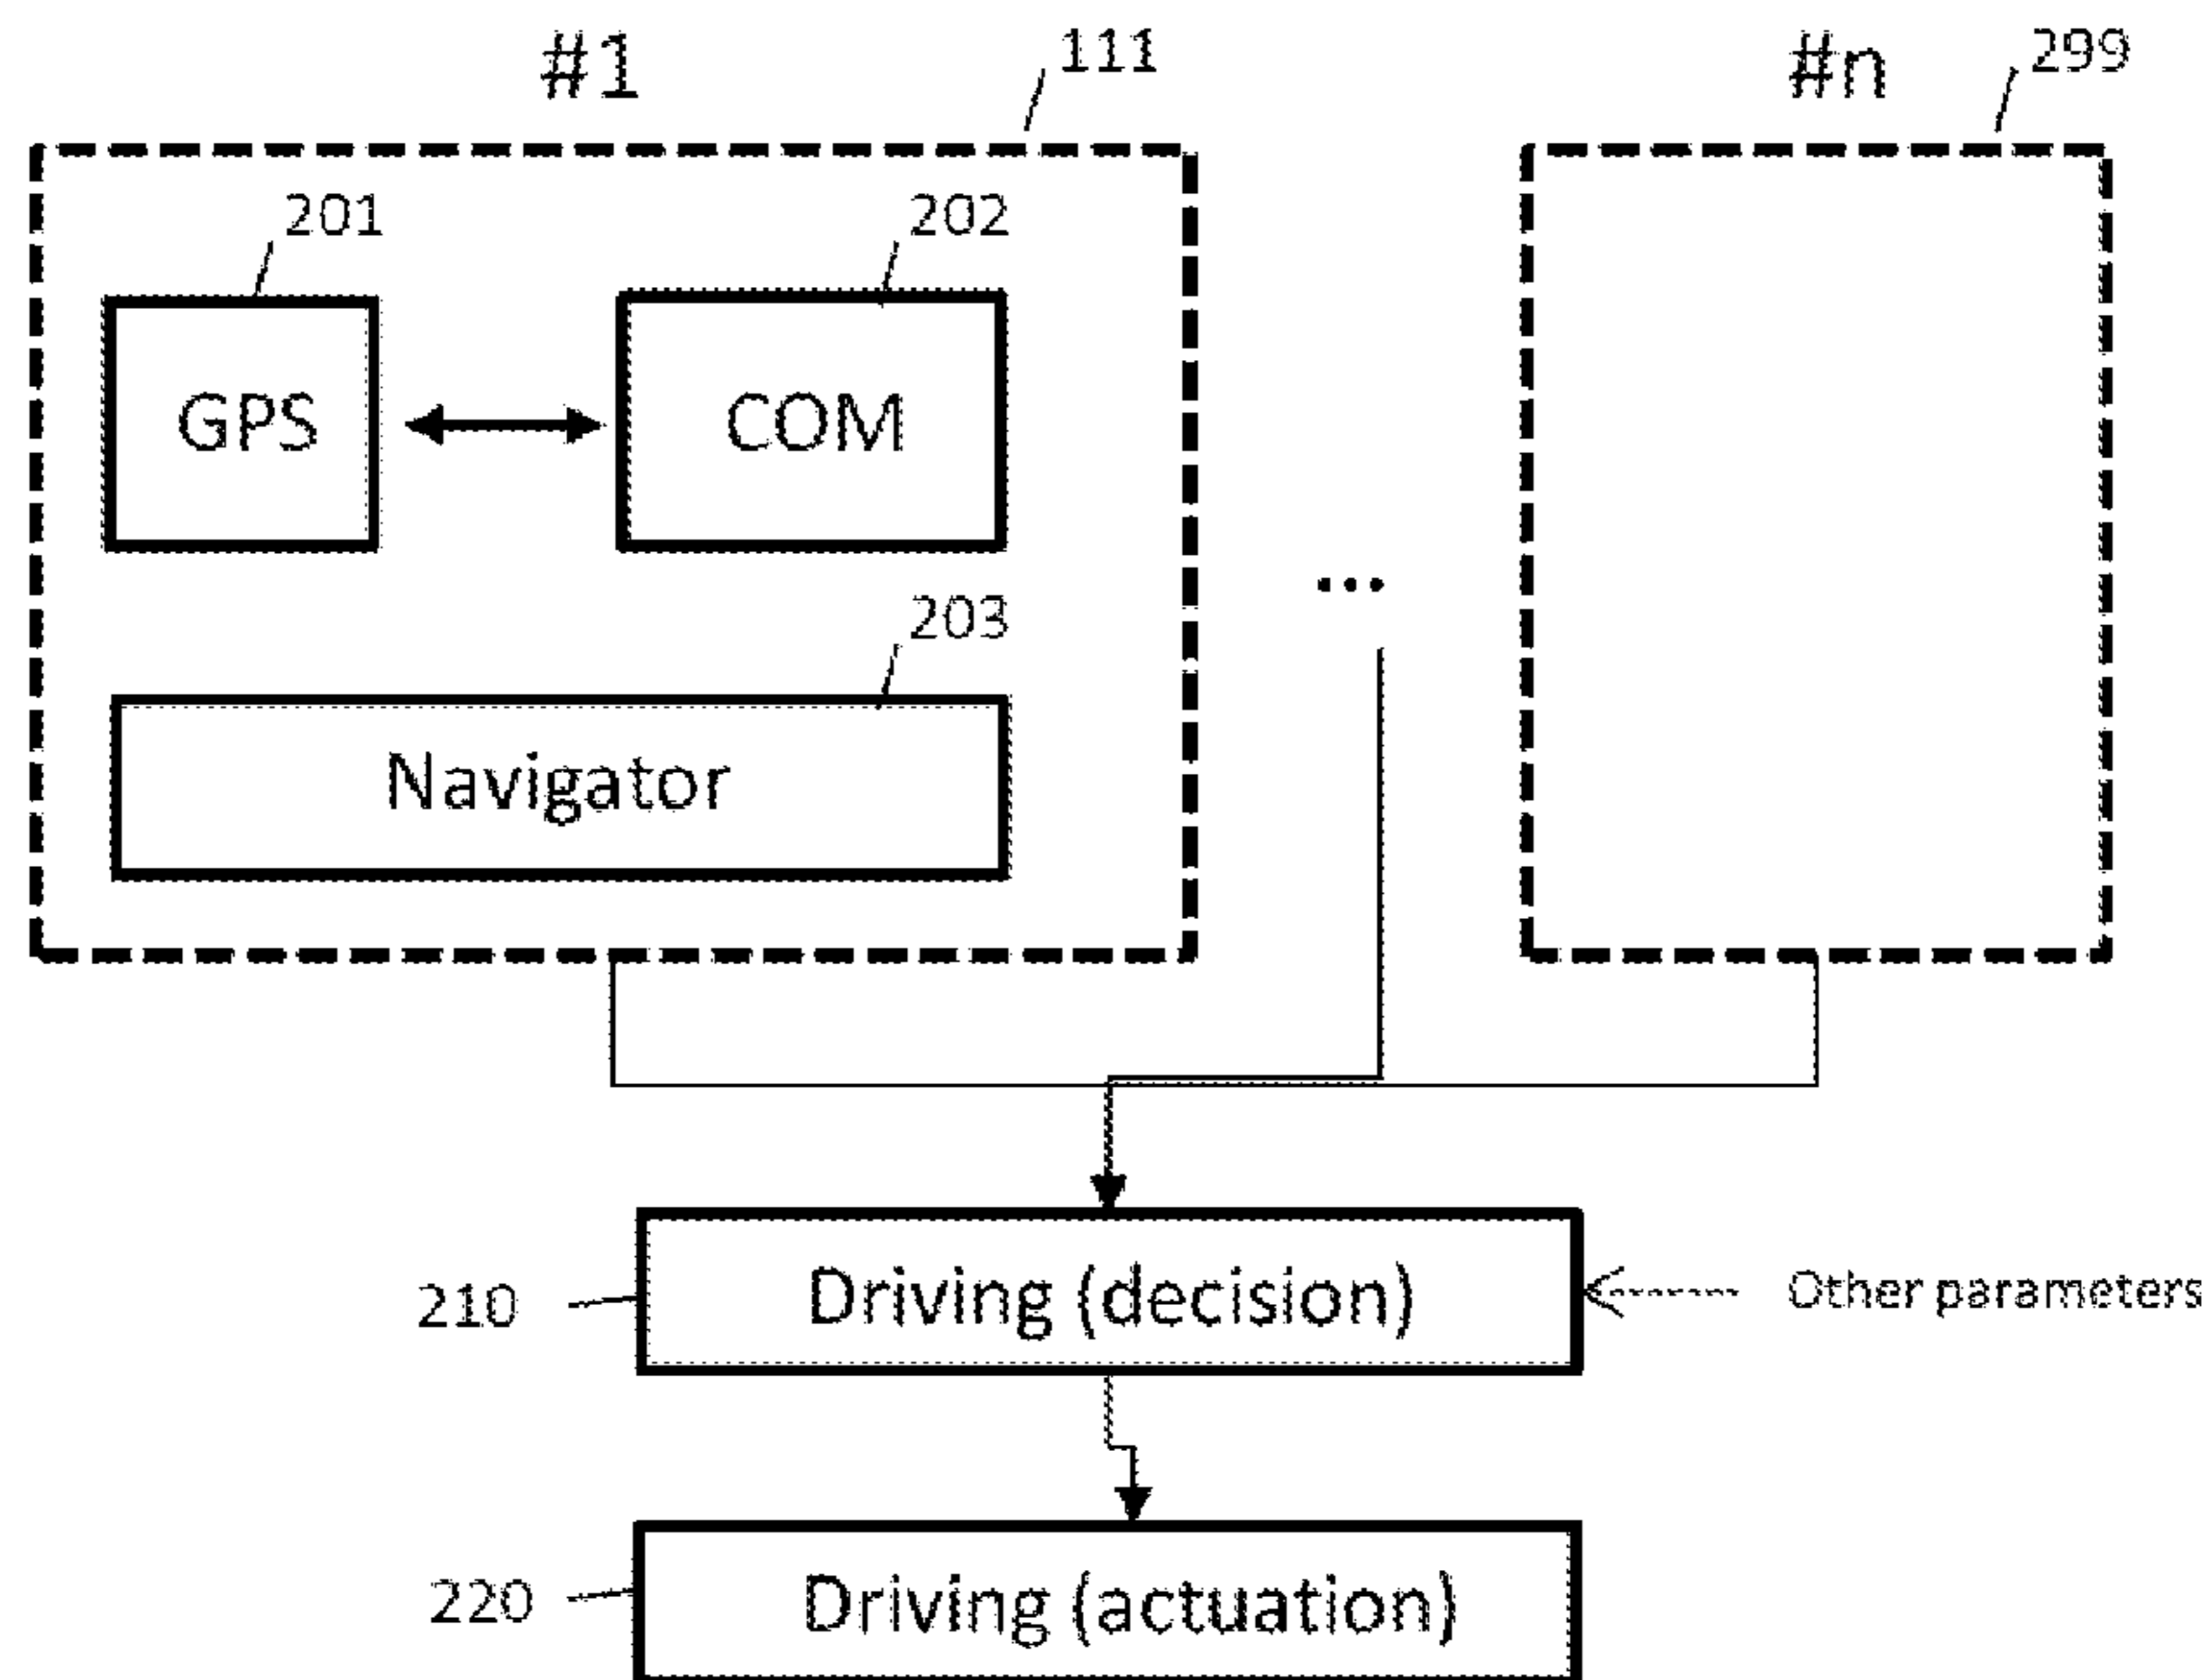 #1
111
#n
299
201
202
GPS
COM
...
203
Navigator
210
Driving (decision)
Other parameters
220
Driving (actuation)